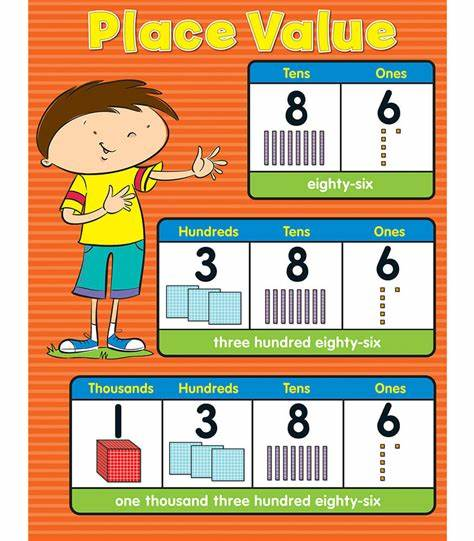 Place Value
Tens Ones
8 6
eighty-six
Hundreds Tens Ones
3 8 6
three hundred eighty-six
Thousands Hundreds Tens Ones
1 3 8 6
one thousand three hundred eighty-six